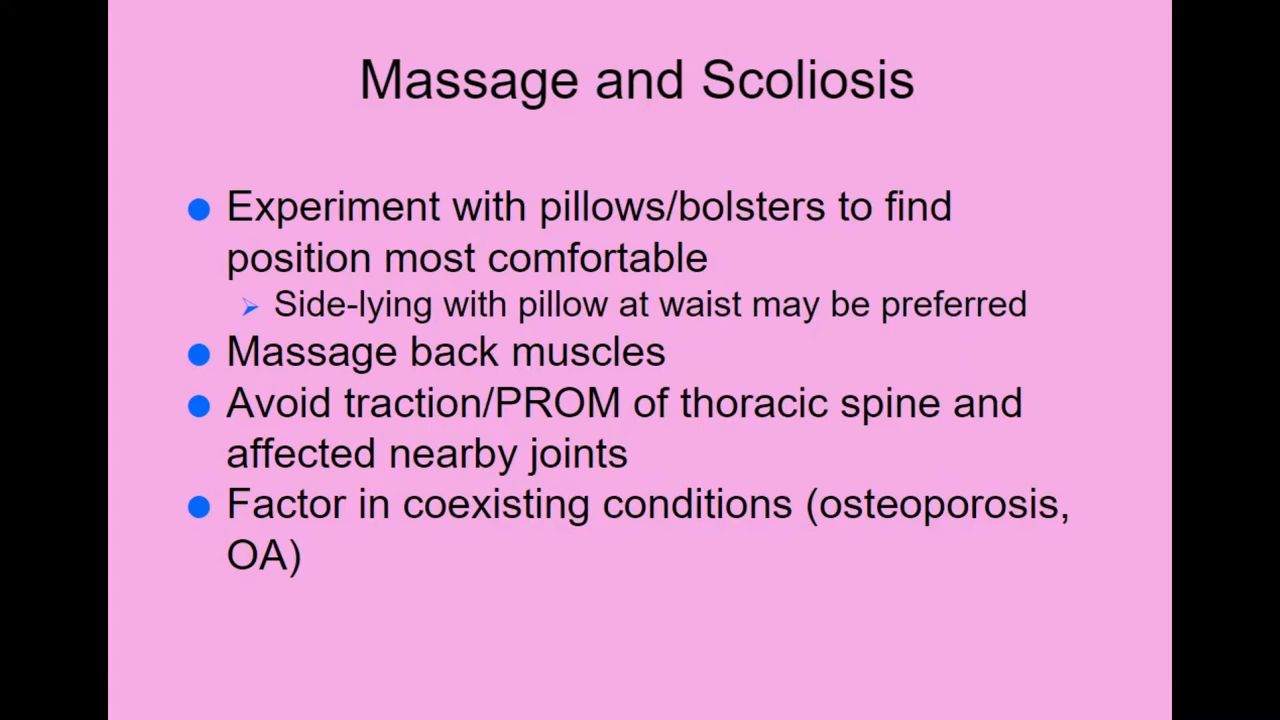 Massage and Scoliosis
Experiment with pillows/bolsters to find
position most comfortable
Side-lying with pillow at waist may be preferred
Massage back muscles
Avoid traction/PROM of thoracic spine and
affected nearby joints
Factor in coexisting conditions (osteoporosis,
OA)